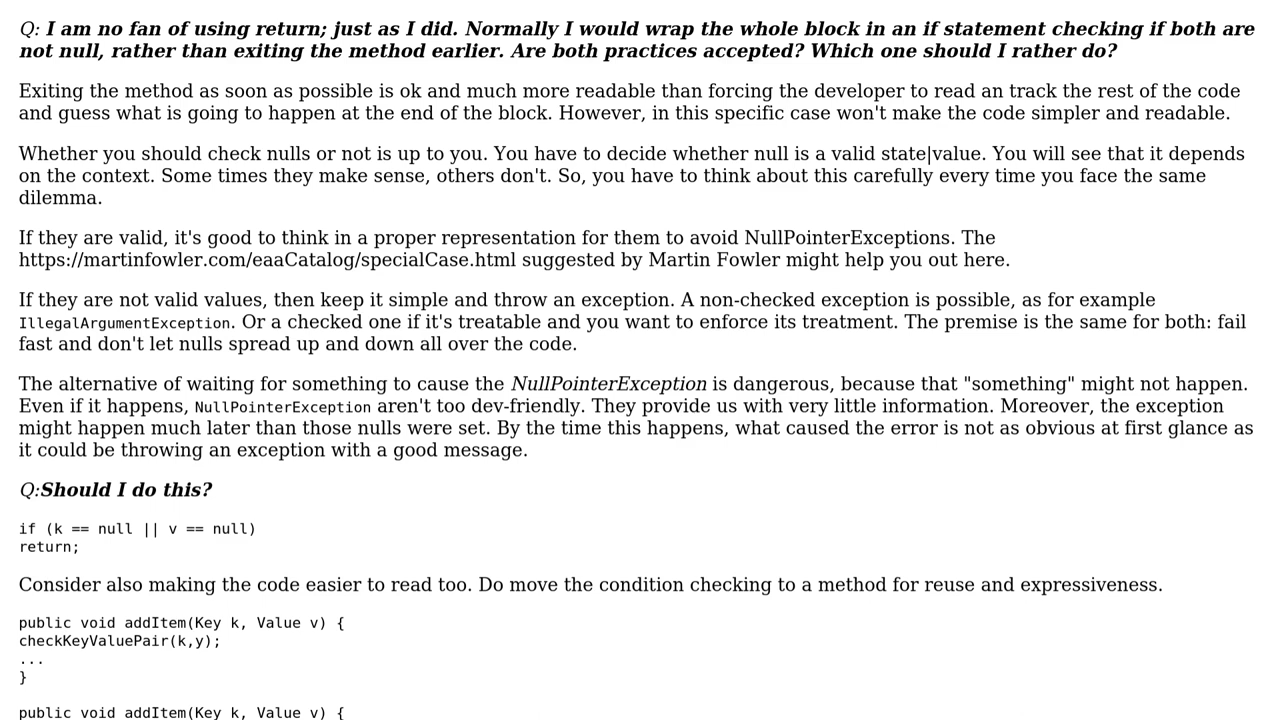 Q: I am no fan of using return; just as I did. Normally I would wrap the whole block in an if statement checking if both are
not null, rather than exiting the method earlier. Are both practices accepted? Which one should I rather do?
Exiting the method as soon as possible is ok and much more readable than forcing the developer to read an track the rest of the code
and guess what is going to happen at the end of the block. However, in this specific case won't make the code simpler and readable.
Whether you should check nulls or not is up to you. You have to decide whether null is a valid state|value. You will see that it depends
on the context. Some times they make sense, others don't. So, you have to think about this carefully every time you face the same
dilemma.
If they are valid, it's good to think in a proper representation for them to avoid NullPointerExceptions. The
https://martinfowler.com/eaaCatalog/specialCase.html suggested by Martin Fowler might help you out here.
If they are not valid values, then keep it simple and throw an exception. A non-checked exception is possible, as for example
IllegalArgumentException. Or a checked one if it's treatable and you want to enforce its treatment. The premise is the same for both: fail
fast and don't let nulls spread up and down all over the code.
The alternative of waiting for something to cause the NullPointerException is dangerous, because that "something" might not happen.
Even if it happens, NullPointerException aren't too dev-friendly. They provide us with very little information. Moreover, the exception
might happen much later than those nulls were set. By the time this happens, what caused the error is not as obvious at first glance as
it could be throwing an exception with a good message.
Q:Should I do this?
if (k == null || v == null)
return;
Consider also making the code easier to read too. Do move the condition checking to a method for reuse and expressiveness.
public void addItem(Key k, Value v) {
checkKeyValuePair(k,y);
...
}
public void addItem(Key k, Value v) {